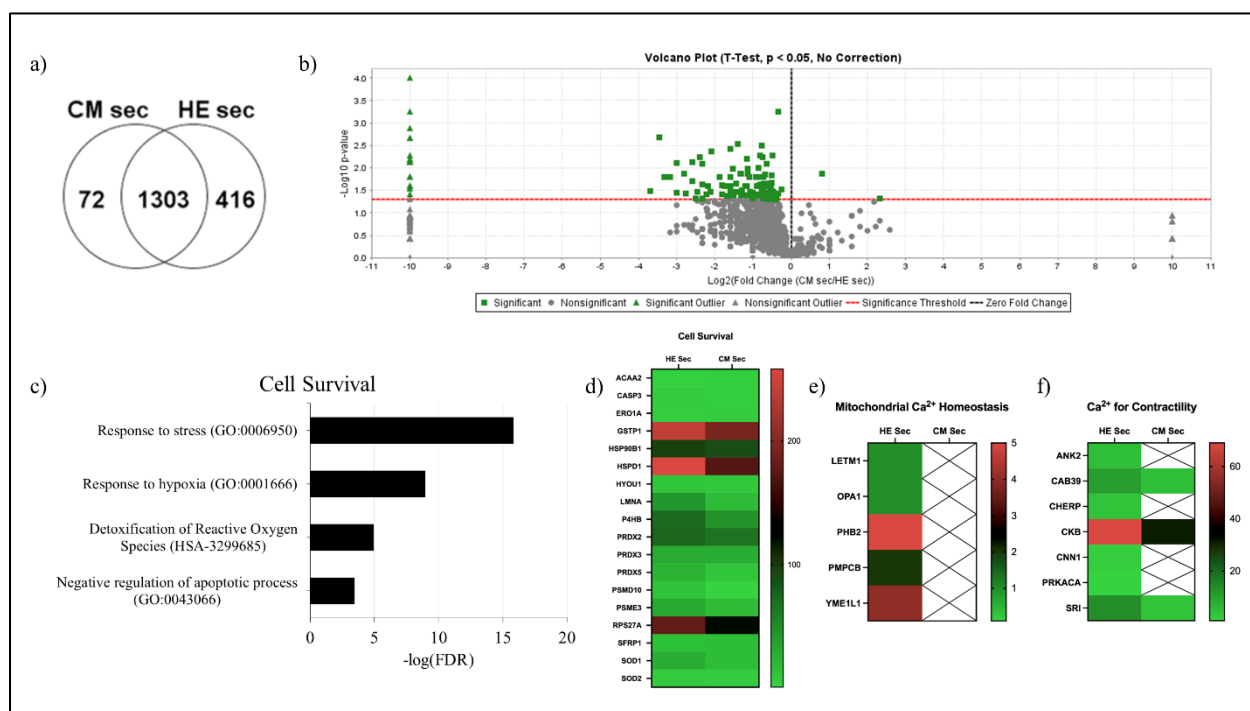 a)
CM sec HE sec
72 1303 416
b)
Volcano Plot (T-Test, p < 0.05, No Correction)
-Log10 p-value
4.0
3.5
3.0
2.5
2.0
1.5
1.0
0.5
0.0
-11 -10 -9 -8 -7 -6 -5 -4 -3 -2 -1 0 1 2 3 4 5 6 7 8 9 10 11
Log2(Fold Change (CM sec/HE sec))
Significant Nonsignificant Significant Outlier Nonsignificant Outlier Significance Threshold Zero Fold Change
c)
Cell Survival
Response to stress (GO:0006950)
Response to hypoxia (GO:0001666)
Detoxification of Reactive Oxygen
Species (HSA-3299685)
Negative regulation of apoptotic process
(GO:0043066)
0 5 10 15 20
-log(FDR)
d)
Cell Survival
HE Sec CM Sec
ACAA2
CASP3
ERO1A
GSTP1
HSP90B1
HSPD1
HYOU1
LMNA
P4HB
PRDX2
PRDX3
PRDX5
PSMD10
PSME3
RPS27A
SFRP1
SOD1
SOD2
200
100
e)
Mitochondrial Ca²⁺ Homeostasis
HE Sec CM Sec
LETM1
OPA1
PHB2
PMPCB
YME1L1
5
4
3
2
1
f)
Ca²⁺ for Contractility
HE Sec CM Sec
ANK2
CAB39
CHERP
CKB
CNN1
PRKACA
SRI
60
40
20